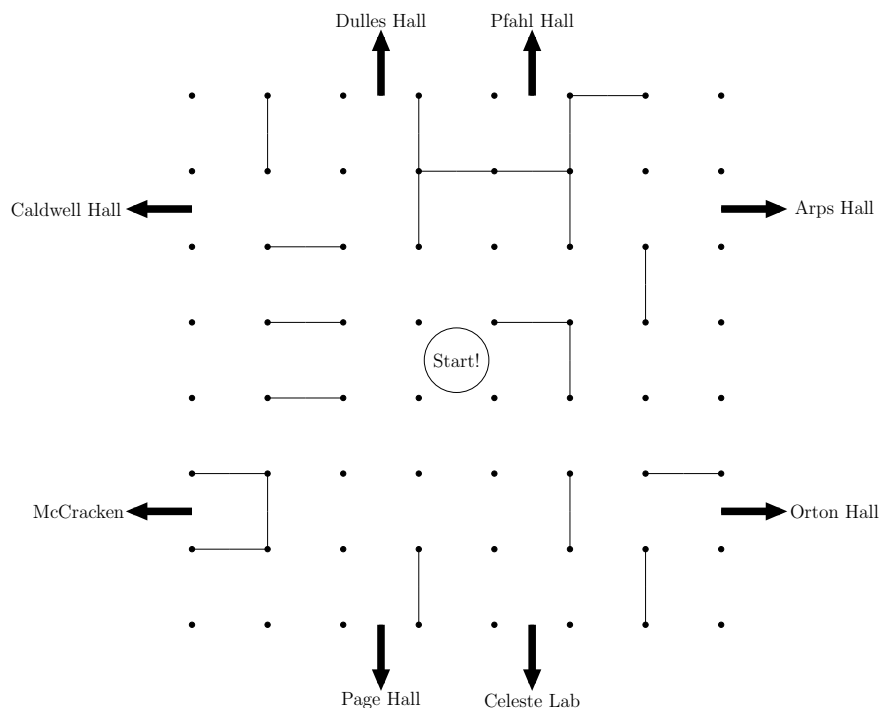 Dulles Hall
Pfahl Hall
Caldwell Hall
Arps Hall
Start!
McCracken
Orton Hall
Page Hall
Celeste Lab